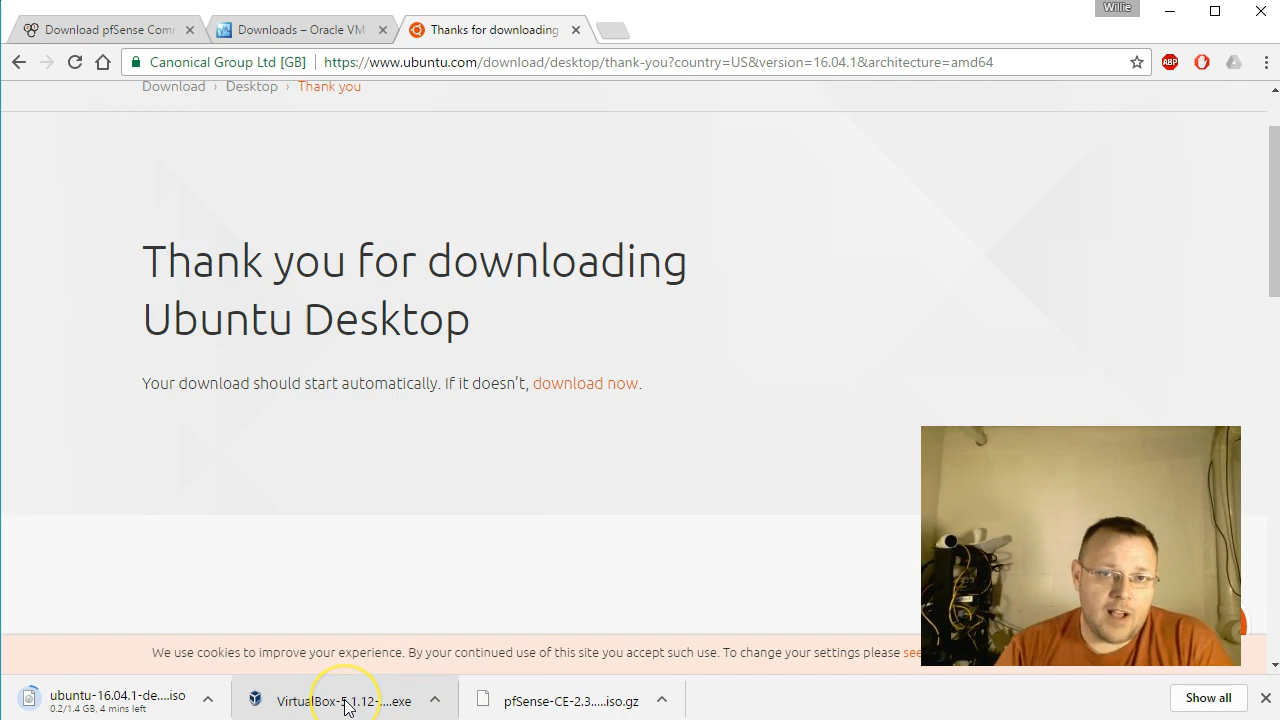 Willie
Download pfSense Comm
Downloads – Oracle VM
Thanks for downloading
Canonical Group Ltd [GB]
https://www.ubuntu.com/download/desktop/thank-you?country=US&version=16.04.1&architecture=amd64
ABP
Download › Desktop › Thank you
Thank you for downloading
Ubuntu Desktop
Your download should start automatically. If it doesn't, download now.
We use cookies to improve your experience. By your continued use of this site you accept such use. To change your settings please see
ubuntu-16.04.1-de....iso
0.2/1.4 GB, 4 mins left
VirtualBox-5.1.12-....exe
pfSense-CE-2.3.....iso.gz
Show all